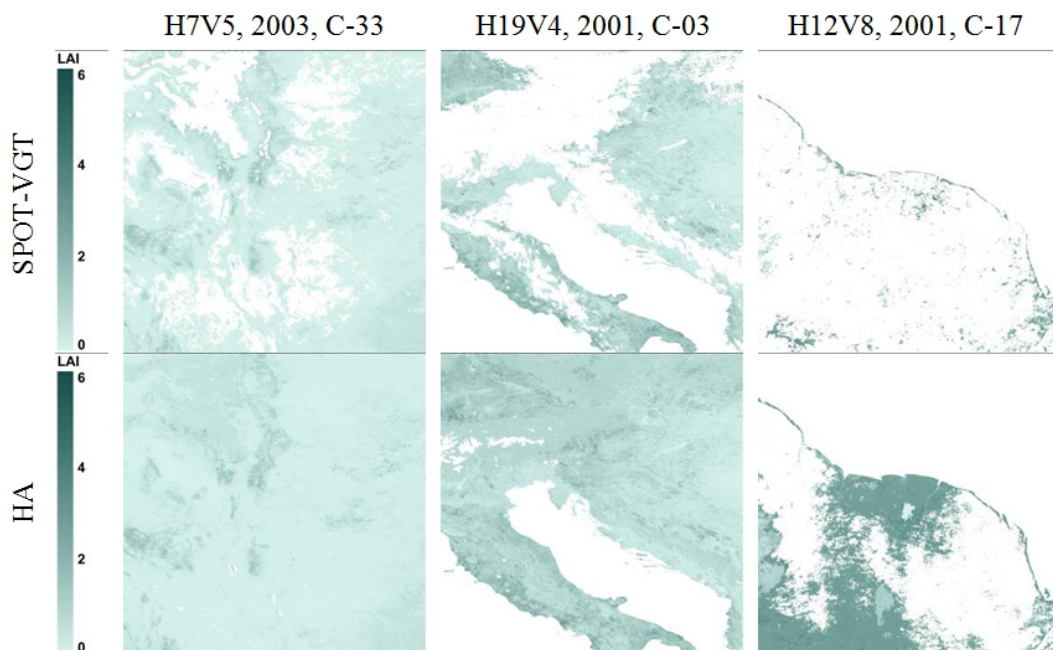 H7V5, 2003, C-33
H19V4, 2001, C-03
H12V8, 2001, C-17
SPOT-VGT
LAI
6
4
2
0
HA
LAI
6
4
2
0